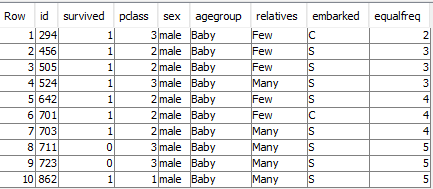 Row id survived pclass sex agegroup relatives embarked equalfreq
1 294 1 3 male Baby Few C 2
2 456 1 2 male Baby Few S 3
3 505 1 2 male Baby Few S 3
4 524 1 3 male Baby Many S 3
5 642 1 2 male Baby Few S 4
6 701 1 2 male Baby Few C 4
7 703 1 2 male Baby Many S 4
8 711 0 3 male Baby Many S 5
9 723 0 3 male Baby Many S 5
10 862 1 1 male Baby Many S 5